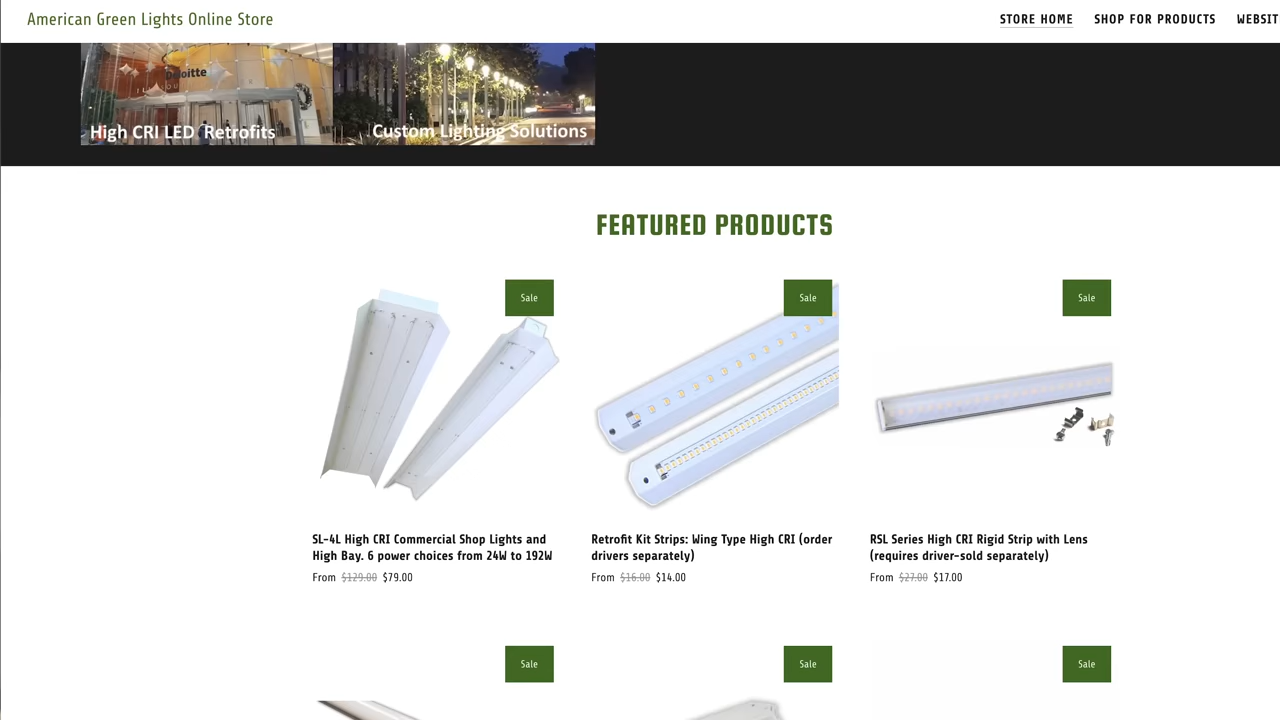 American Green Lights Online Store
STORE HOME
SHOP FOR PRODUCTS
Deloitte
High CRI LED Retrofits
Custom Lighting Solutions
FEATURED PRODUCTS
Sale
Sale
Sale
SL-4L High CRI Commercial Shop Lights and
High Bay. 6 power choices from 24W to 192W
From $129.00 $79.00
Retrofit Kit Strips: Wing Type High CRI (order
drivers separately)
From $16.00 $14.00
RSL Series High CRI Rigid Strip with Lens
(requires driver-sold separately)
From $27.00 $17.00
Sale
Sale
Sale